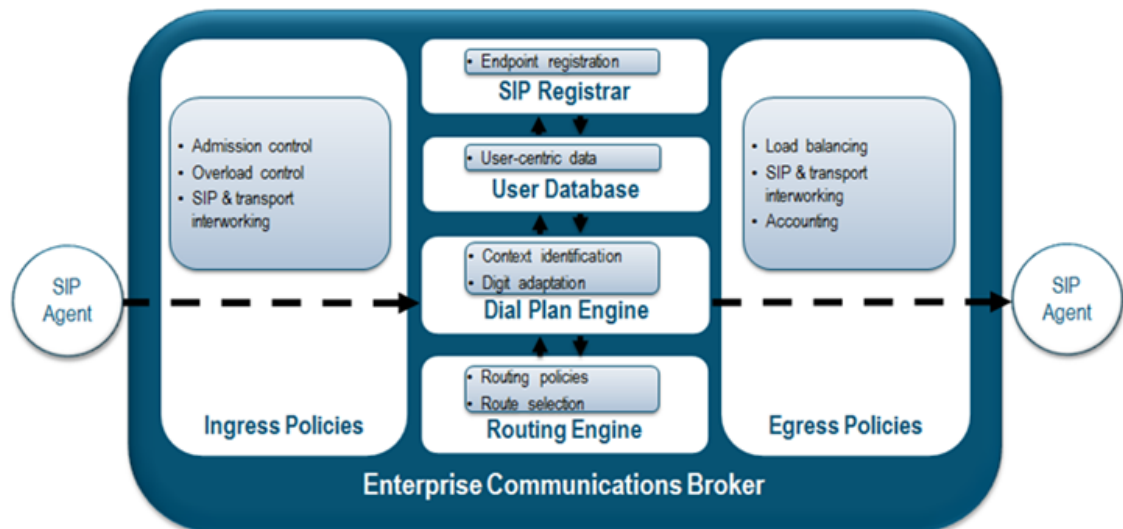 SIP
Agent
• Admission control
• Overload control
• SIP & transport
interworking
Ingress Policies
• Endpoint registration
SIP Registrar
• User-centric data
User Database
• Context identification
• Digit adaptation
Dial Plan Engine
• Routing policies
• Route selection
Routing Engine
• Load balancing
• SIP & transport
interworking
• Accounting
Egress Policies
SIP
Agent
Enterprise Communications Broker